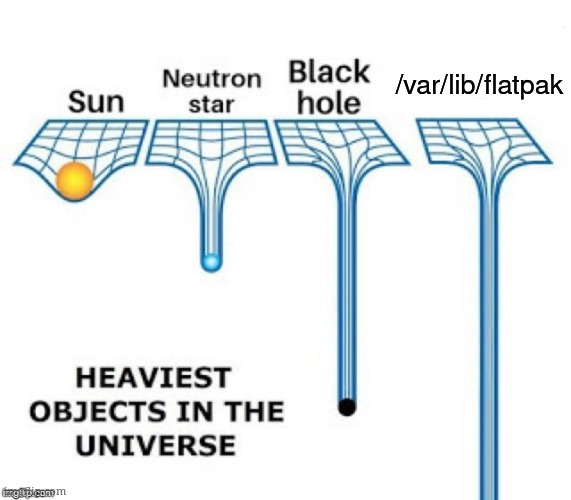 Sun
Neutron
star
Black
hole
/var/lib/flatpak
HEAVIEST
OBJECTS IN THE
UNIVERSE